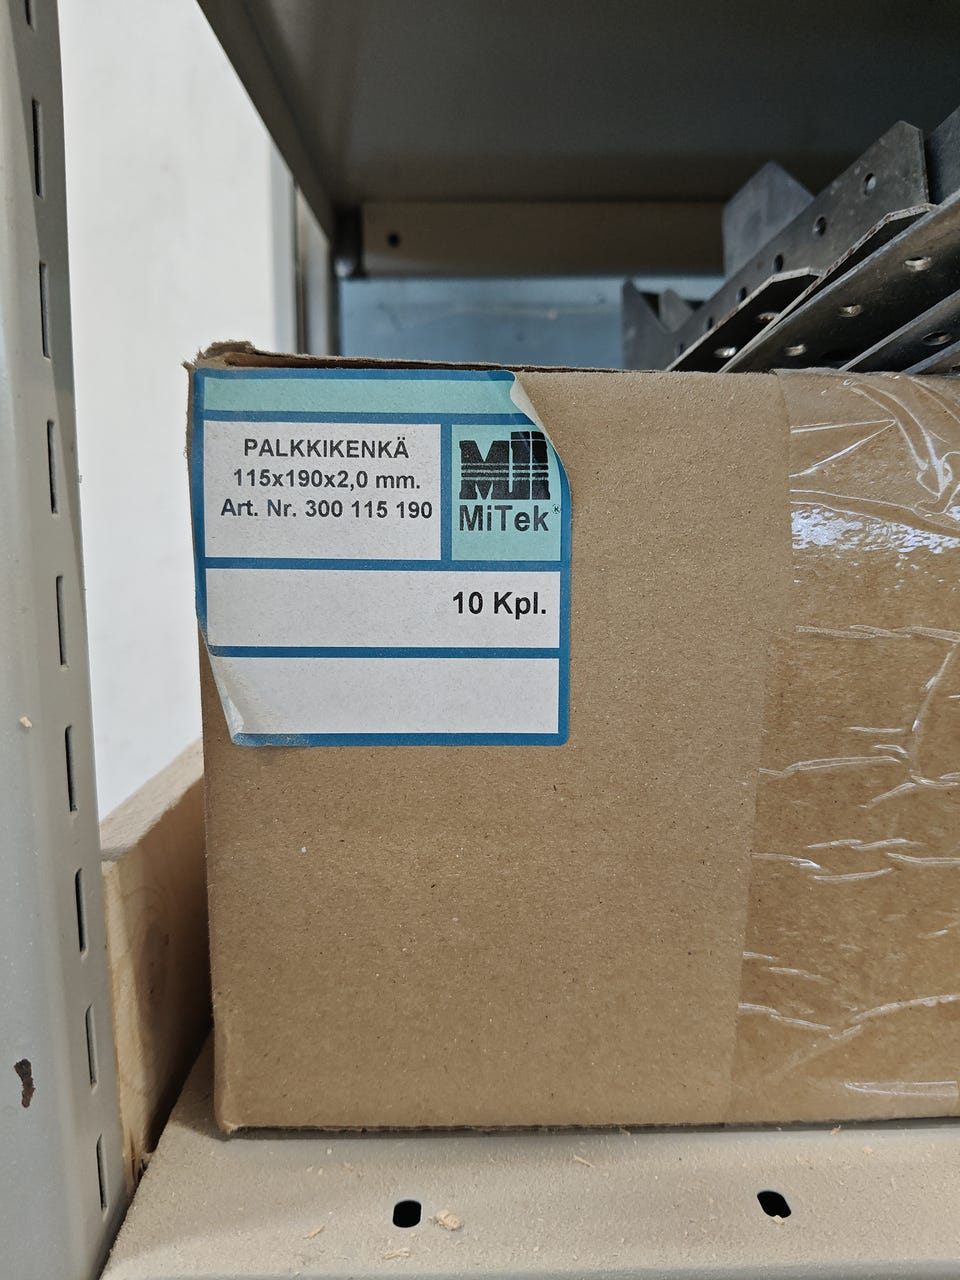 PALKKIKENKÄ
115x190x2,0 mm.
Art. Nr. 300 115 190
MiTek®
10 Kpl.